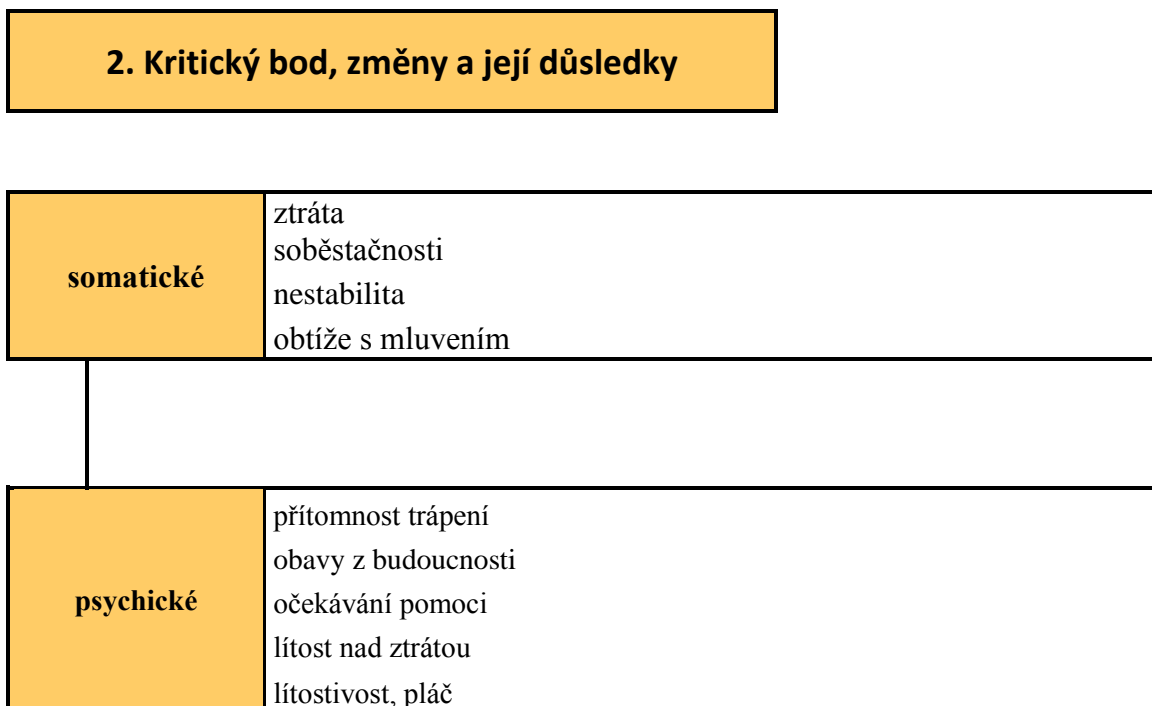 2. Kritický bod, změny a její důsledky
somatické
ztráta
soběstačnosti
nestabilita
obtíže s mluvením
psychické
přítomnost trápení
obavy z budoucnosti
očekávání pomoci
lítost nad ztrátou
lítostivost, pláč